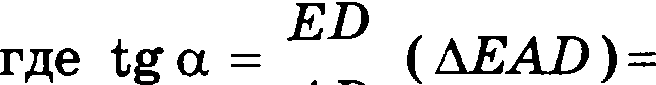 где tg α = ED (ΔEAD)=